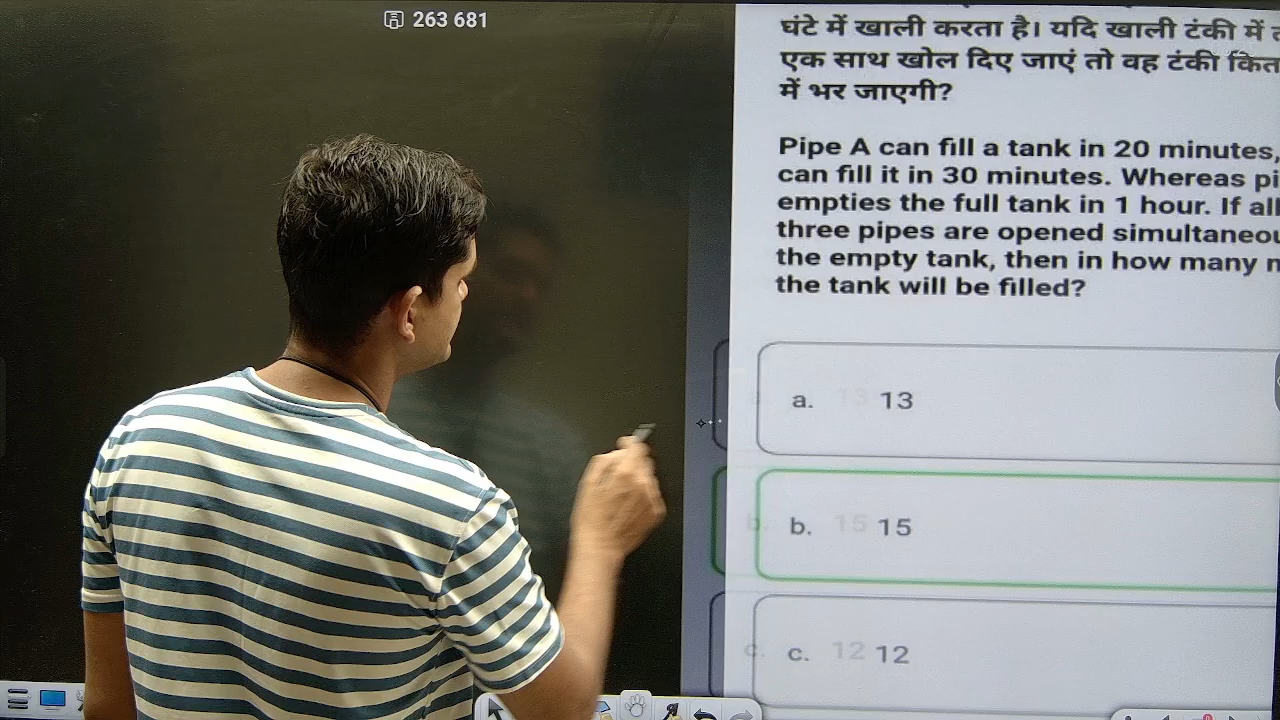 263 681
घंटे में खाली करता है। यदि खाली टंकी में
एक साथ खोल दिए जाएं तो वह टंकी
में भर जाएगी?
Pipe A can fill a tank in 20 minutes,
can fill it in 30 minutes. Whereas
empties the full tank in 1 hour. If all
three pipes are opened
the empty tank, then in how many
the tank will be filled?
a. 13 13
b. 15 15
c. 12 12